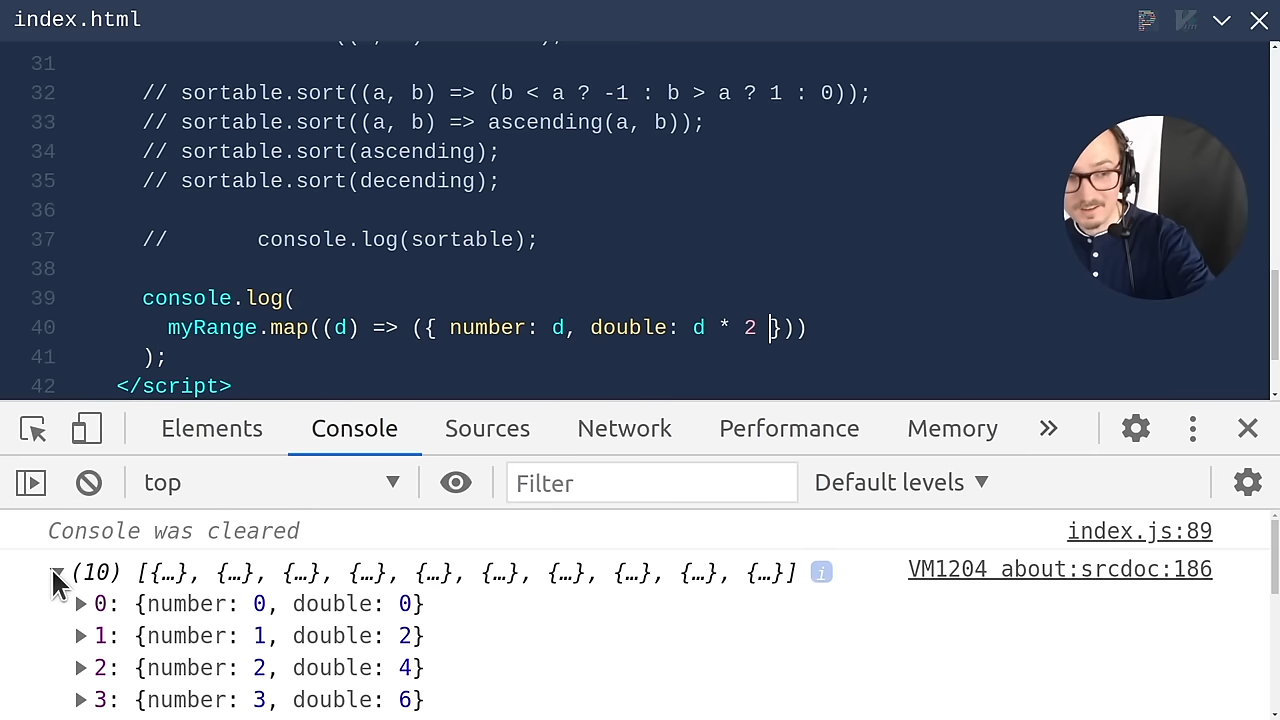 index.html
31
32 // sortable.sort((a, b) => (b < a ? -1 : b > a ? 1 : 0));
33 // sortable.sort((a, b) => ascending(a, b));
34 // sortable.sort(ascending);
35 // sortable.sort(decending);
36
37 // console.log(sortable);
38
39 console.log(
40 myRange.map((d) => ({ number: d, double: d * 2 }))
41 );
42 </script>
Elements Console Sources Network Performance Memory »
top Filter Default levels
Console was cleared index.js:89
(10) [{…}, {…}, {…}, {…}, {…}, {…}, {…}, {…}, {…}, {…}] i VM1204 about:srcdoc:186
0: {number: 0, double: 0}
1: {number: 1, double: 2}
2: {number: 2, double: 4}
3: {number: 3, double: 6}